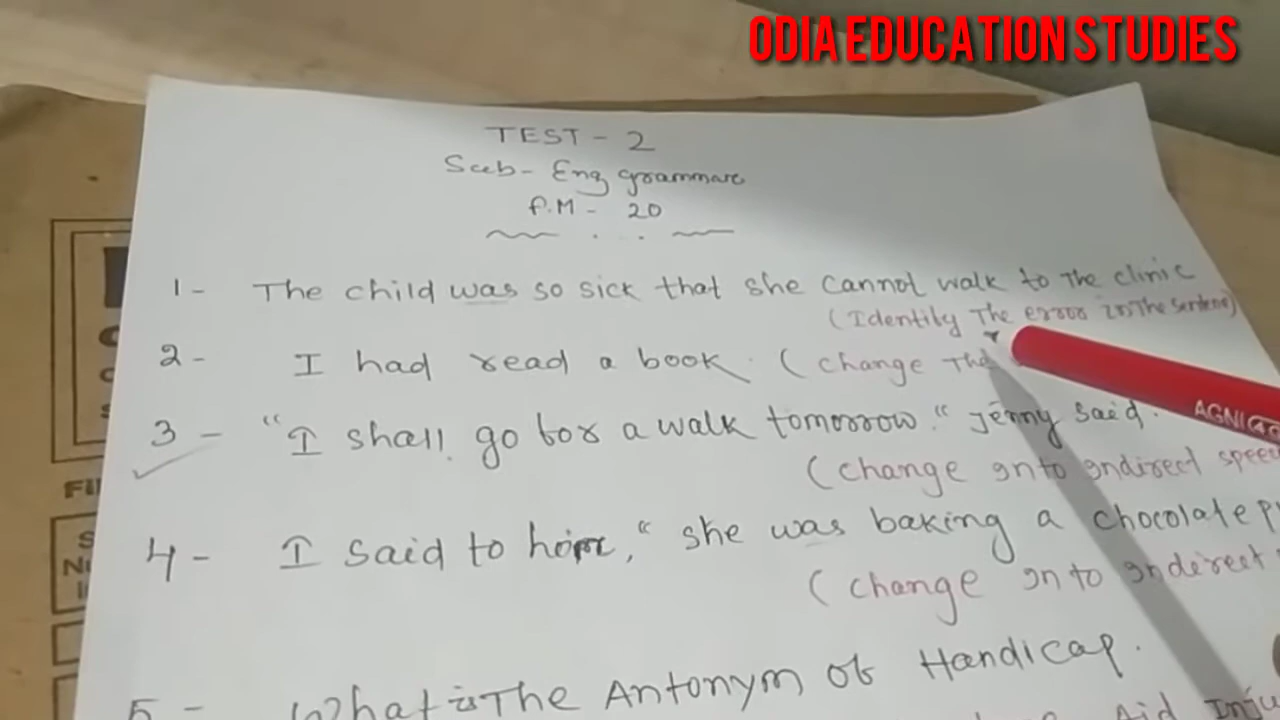 ODIA EDUCATION STUDIES
TEST - 2
Sub- Eng grammar
F.M - 20
1- The child was so sick that she cannot walk to The clinic
(Identify The error in The sentence)
2- I had read a book. (change The
3- "I shall go for a walk tomorrow." Jenny said.
AGNI
(change into indirect speech
4- I said to him, "she was baking a chocolate
(change into indirect
5- What is The Antonym of Handicap.
Aid